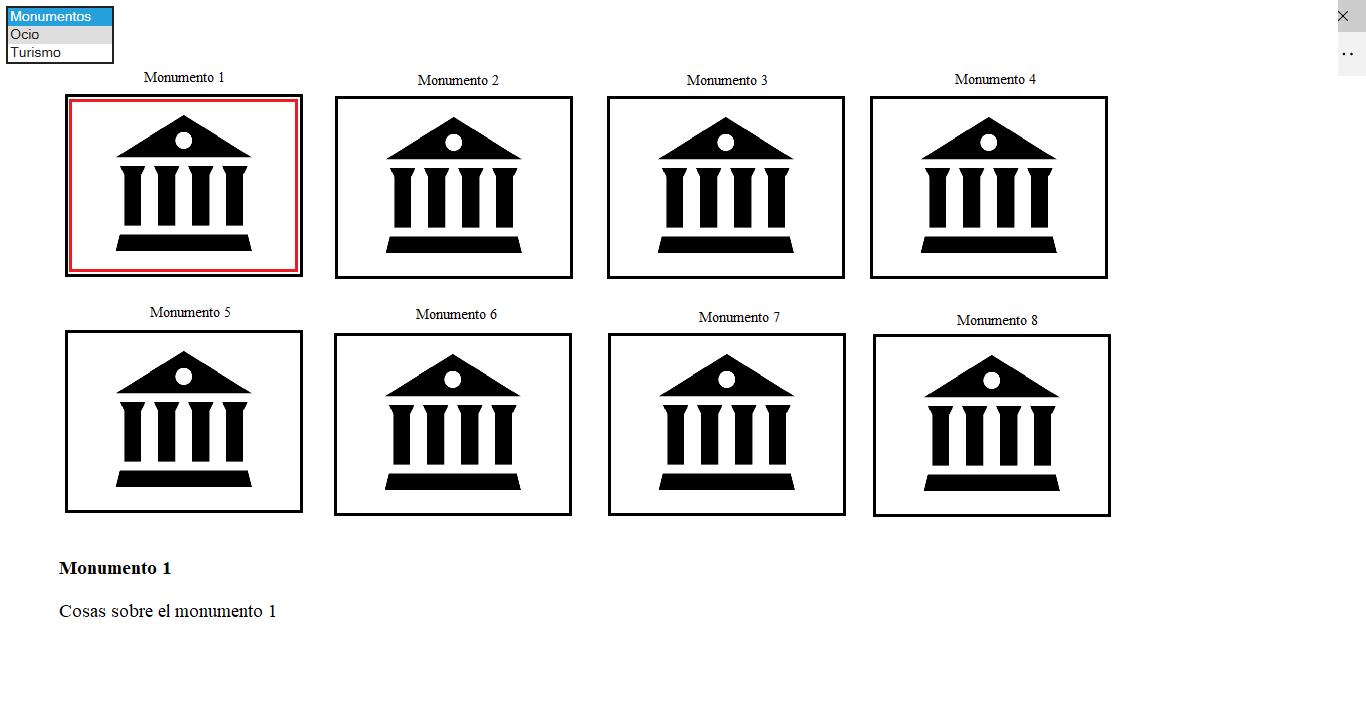 Monumentos
Ocio
Turismo
Monumento 1
Monumento 2
Monumento 3
Monumento 4
Monumento 5
Monumento 6
Monumento 7
Monumento 8
Monumento 1
Cosas sobre el monumento 1